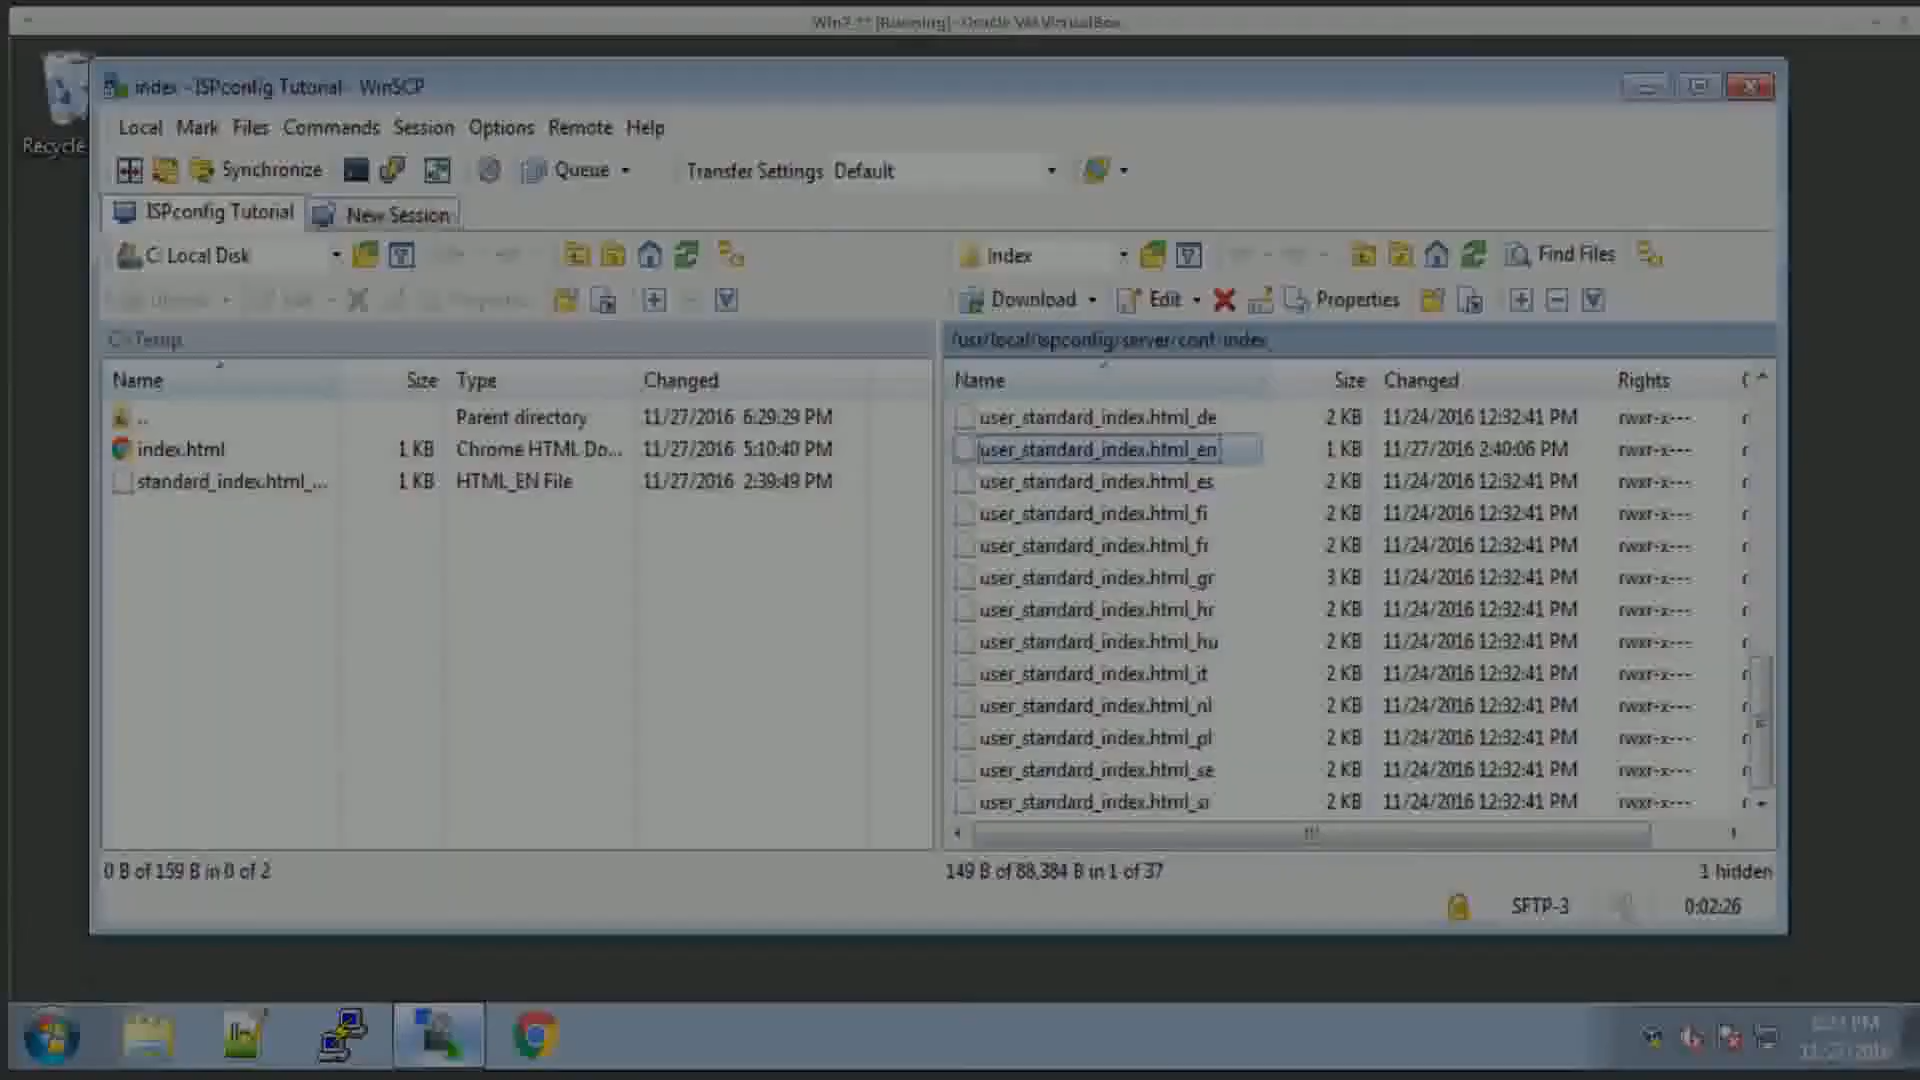 [Running] - Oracle VM VirtualBox
Recycle
index - ISPconfig Tutorial - WinSCP
Local Mark Files Commands Session Options Remote Help
Synchronize Queue Transfer Settings Default
ISPconfig Tutorial New Session
C: Local Disk
index Find Files
Download Edit Properties
C:\Temp
/usr/local/ispconfig/server/conf/index
Name Size Type Changed
.. Parent directory 11/27/2016 6:29:29 PM
index.html 1 KB Chrome HTML Do... 11/27/2016 5:10:40 PM
standard_index.html_... 1 KB HTML_EN File 11/27/2016 2:39:49 PM
Name Size Changed Rights
user_standard_index.html_de 2 KB 11/24/2016 12:32:41 PM rwxr-x---
user_standard_index.html_en 1 KB 11/27/2016 2:40:06 PM rwxr-x---
user_standard_index.html_es 2 KB 11/24/2016 12:32:41 PM rwxr-x---
user_standard_index.html_fi 2 KB 11/24/2016 12:32:41 PM rwxr-x---
user_standard_index.html_fr 2 KB 11/24/2016 12:32:41 PM rwxr-x---
user_standard_index.html_gr 3 KB 11/24/2016 12:32:41 PM rwxr-x---
user_standard_index.html_hr 2 KB 11/24/2016 12:32:41 PM rwxr-x---
user_standard_index.html_hu 2 KB 11/24/2016 12:32:41 PM rwxr-x---
user_standard_index.html_it 2 KB 11/24/2016 12:32:41 PM rwxr-x---
user_standard_index.html_nl 2 KB 11/24/2016 12:32:41 PM rwxr-x---
user_standard_index.html_pl 2 KB 11/24/2016 12:32:41 PM rwxr-x---
user_standard_index.html_se 2 KB 11/24/2016 12:32:41 PM rwxr-x---
2 KB 11/24/2016 12:32:41 PM rwxr-x---
0 B of 159 B in 0 of 2
149 B of 88,384 B in 1 of 37
1 hidden
SFTP-3 0:02:26